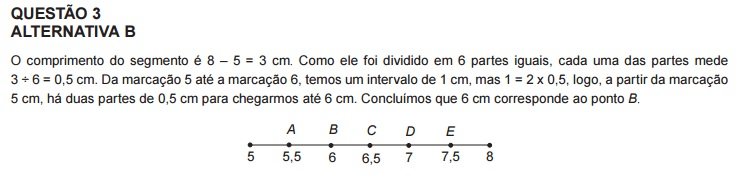 QUESTÃO 3
ALTERNATIVA B
O comprimento do segmento é 8 – 5 = 3 cm. Como ele foi dividido em 6 partes iguais, cada uma das partes mede
3 ÷ 6 = 0,5 cm. Da marcação 5 até a marcação 6, temos um intervalo de 1 cm, mas 1 = 2 x 0,5, logo, a partir da marcação
5 cm, há duas partes de 0,5 cm para chegarmos até 6 cm. Concluímos que 6 cm corresponde ao ponto B.
A B C D E
5 5,5 6 6,5 7 7,5 8